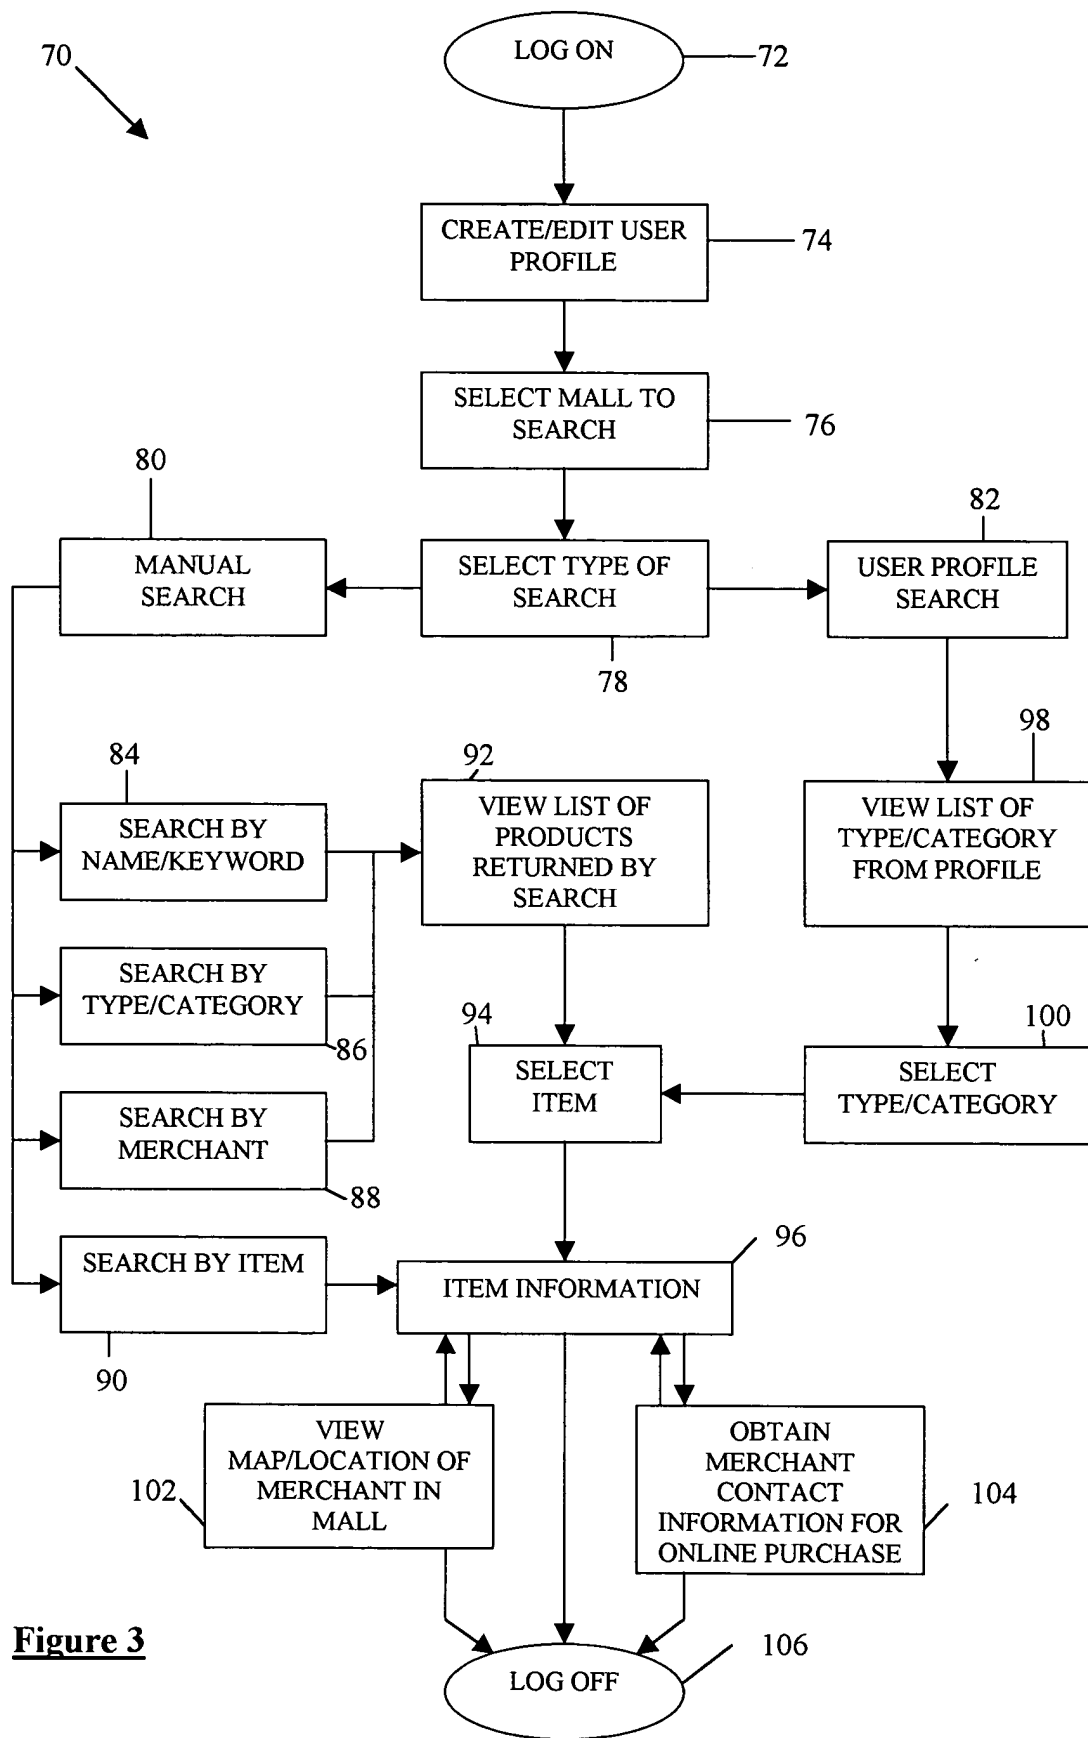 70
LOG ON
72
CREATE/EDIT USER
PROFILE
74
SELECT MALL TO
SEARCH
76
80
MANUAL
SEARCH
SELECT TYPE OF
SEARCH
78
82
USER PROFILE
SEARCH
84
SEARCH BY
NAME/KEYWORD
92
VIEW LIST OF
PRODUCTS
RETURNED BY
SEARCH
98
VIEW LIST OF
TYPE/CATEGORY
FROM PROFILE
SEARCH BY
TYPE/CATEGORY
86
94
SELECT
ITEM
100
SELECT
TYPE/CATEGORY
SEARCH BY
MERCHANT
88
SEARCH BY ITEM
90
96
ITEM INFORMATION
VIEW
MAP/LOCATION OF
MERCHANT IN
MALL
102
OBTAIN
MERCHANT
CONTACT
INFORMATION FOR
ONLINE PURCHASE
104
Figure 3
LOG OFF
106